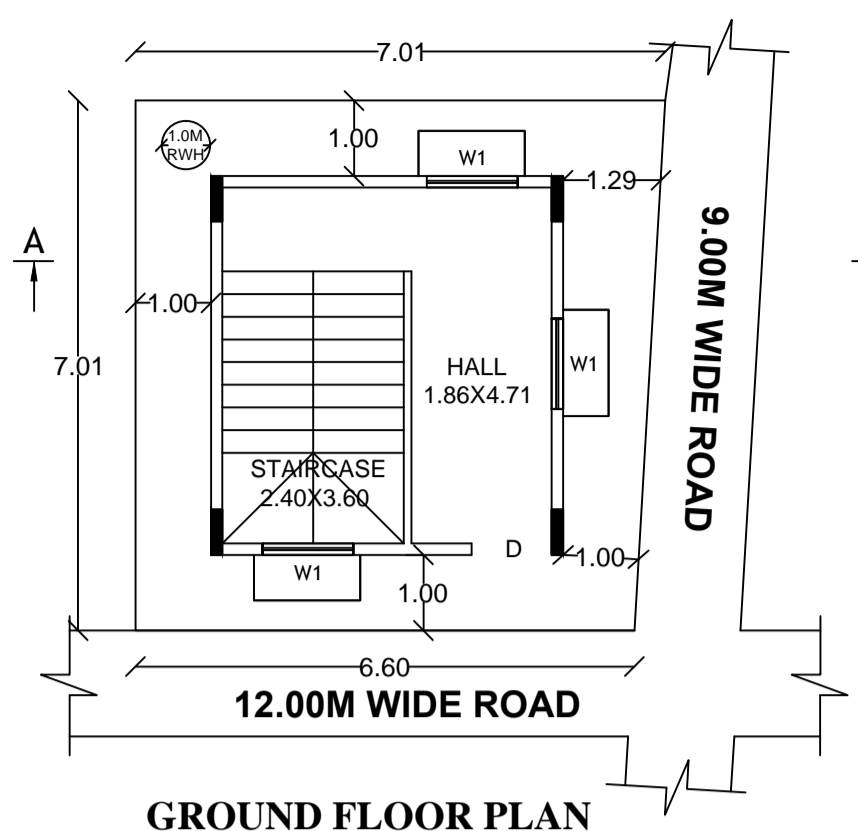 7.01
1.0M
RWH
1.00
W1
1.29
A
1.00
9.00M WIDE ROAD
7.01
HALL
1.86X4.71
W1
STAIRCASE
2.40X3.60
D
W1
1.00
1.00
6.60
12.00M WIDE ROAD
GROUND FLOOR PLAN